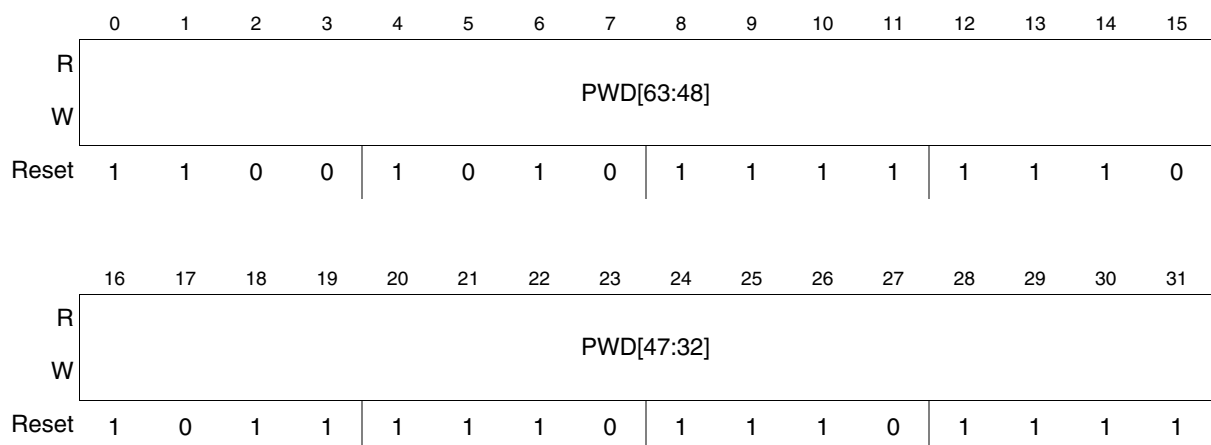 0 1 2 3 4 5 6 7 8 9 10 11 12 13 14 15
R
PWD[63:48]
W
Reset 1 1 0 0 1 0 1 0 1 1 1 1 1 1 1 0
16 17 18 19 20 21 22 23 24 25 26 27 28 29 30 31
R
PWD[47:32]
W
Reset 1 0 1 1 1 1 1 0 1 1 1 0 1 1 1 1